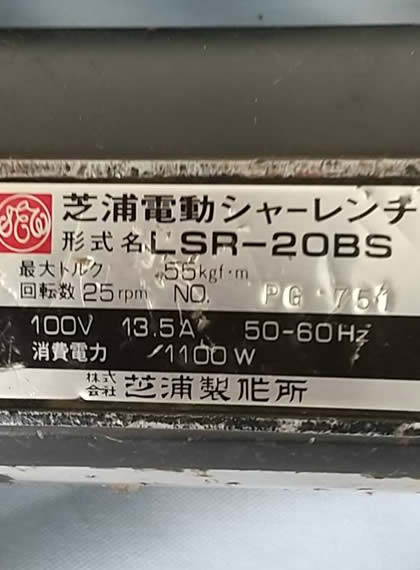 芝浦電動シャーレンチ
形式名 LSR-20BS
最大トルク 55kgf·m
回転数 25rpm NO. PG 751
100V 13.5A 50-60Hz
消費電力 1100W
株式会社 芝浦製作所